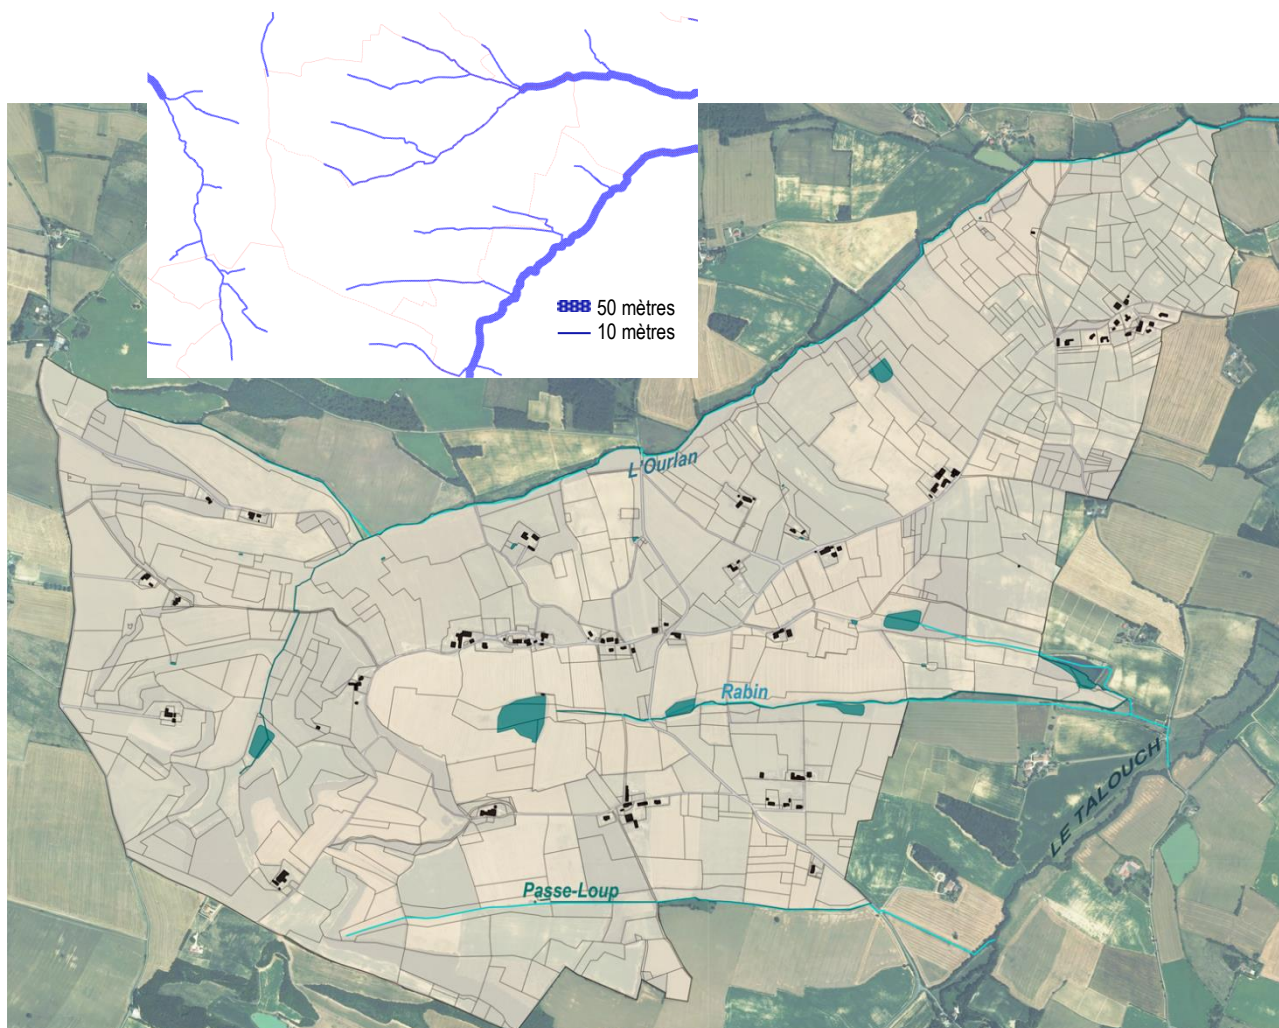 50 mètres
10 mètres
L'Ourlan
Rabin
LE TALOUCH
Passe-Loup